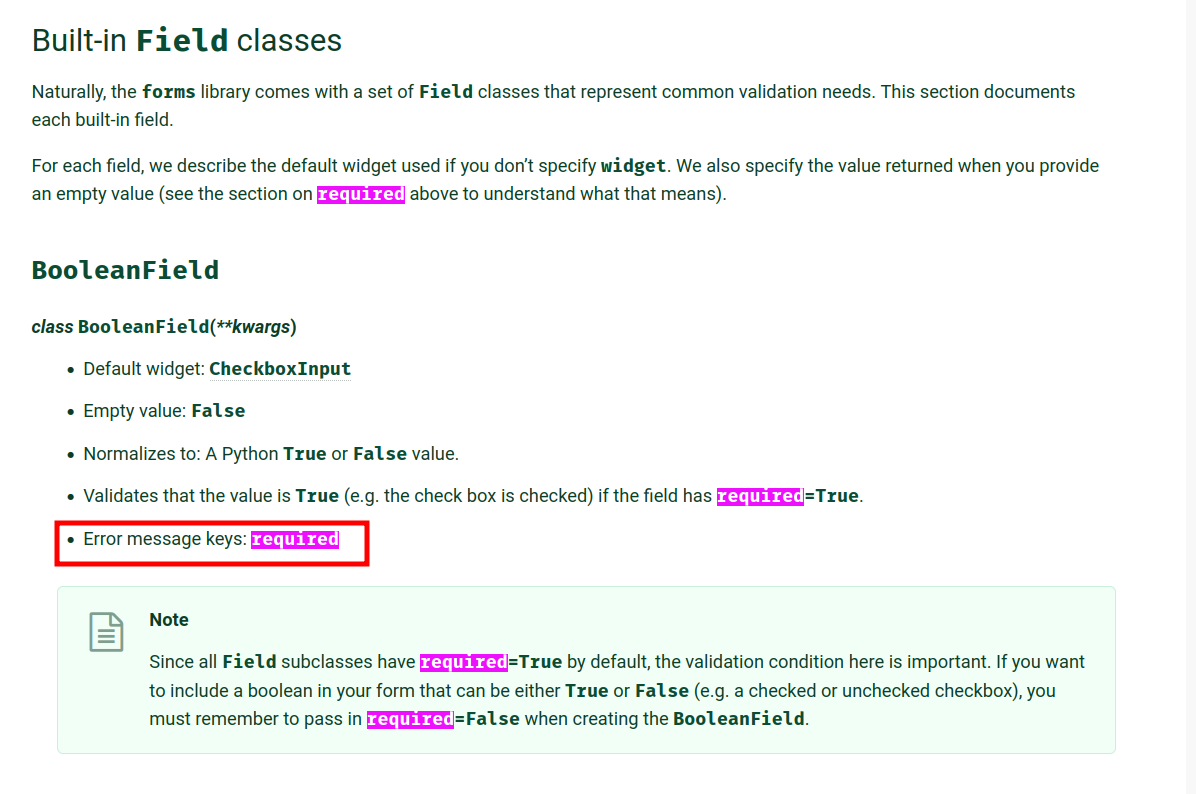 Built-in Field classes
Naturally, the forms library comes with a set of Field classes that represent common validation needs. This section documents
each built-in field.
For each field, we describe the default widget used if you don’t specify widget. We also specify the value returned when you provide
an empty value (see the section on required above to understand what that means).
BooleanField
class BooleanField(**kwargs)
• Default widget: CheckboxInput
• Empty value: False
• Normalizes to: A Python True or False value.
• Validates that the value is True (e.g. the check box is checked) if the field has required=True.
• Error message keys: required
Note
Since all Field subclasses have required=True by default, the validation condition here is important. If you want
to include a boolean in your form that can be either True or False (e.g. a checked or unchecked checkbox), you
must remember to pass in required=False when creating the BooleanField.